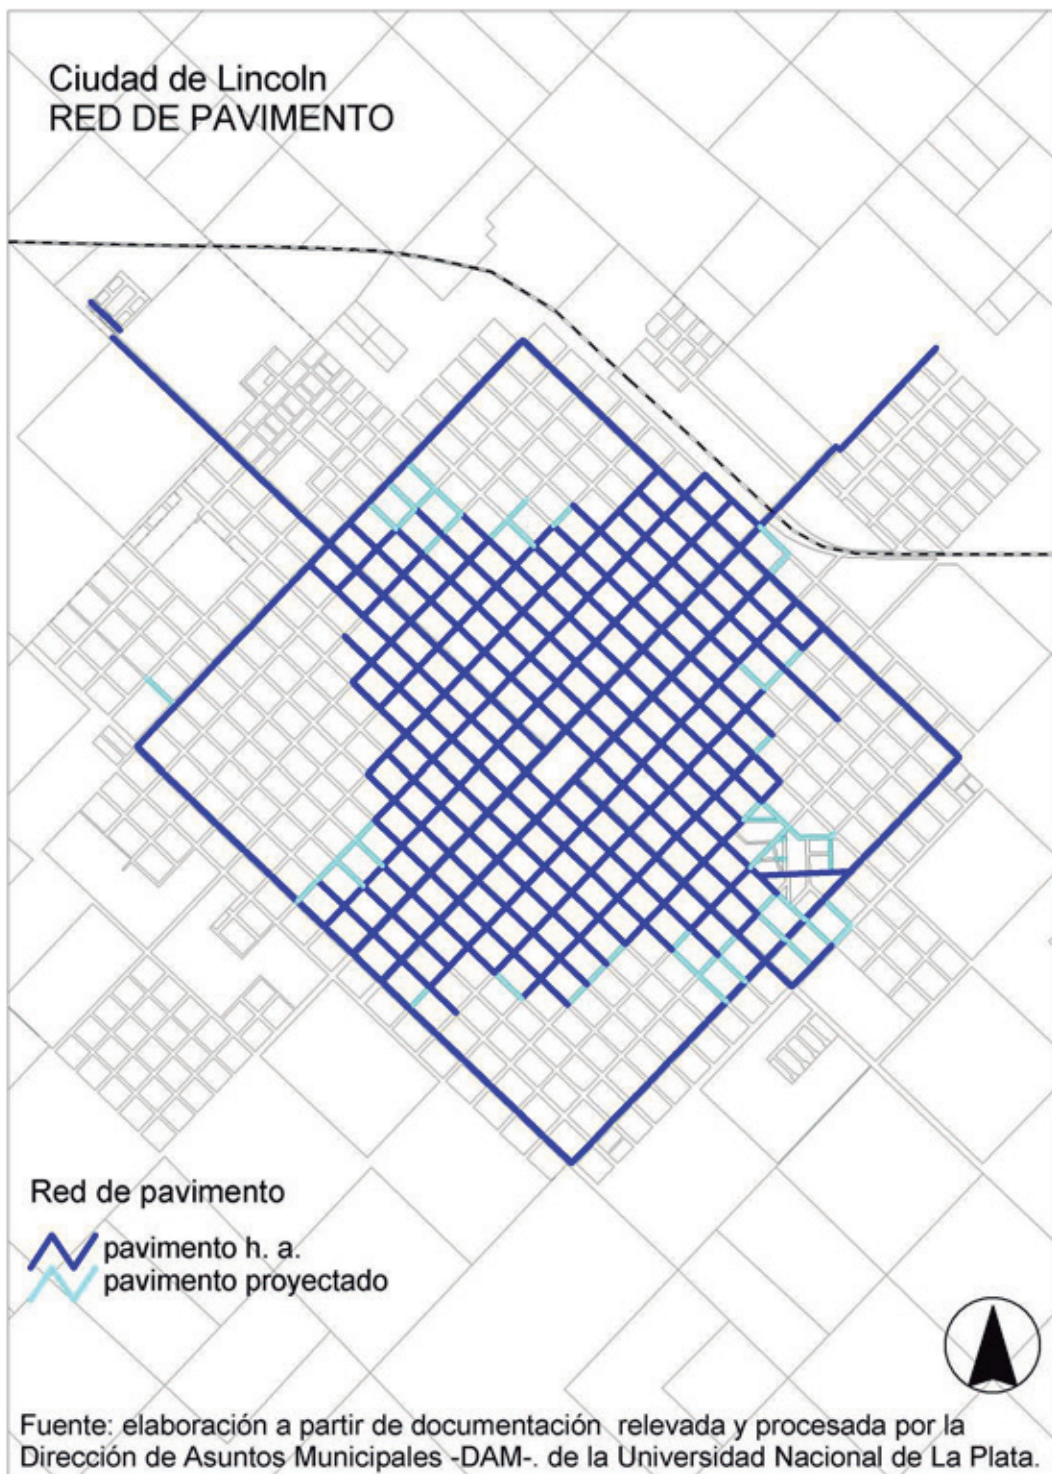 Ciudad de Lincoln
RED DE PAVIMENTO
Red de pavimento
pavimento h. a.
pavimento proyectado
Fuente: elaboración a partir de documentación relevada y procesada por la
Dirección de Asuntos Municipales -DAM-. de la Universidad Nacional de La Plata.